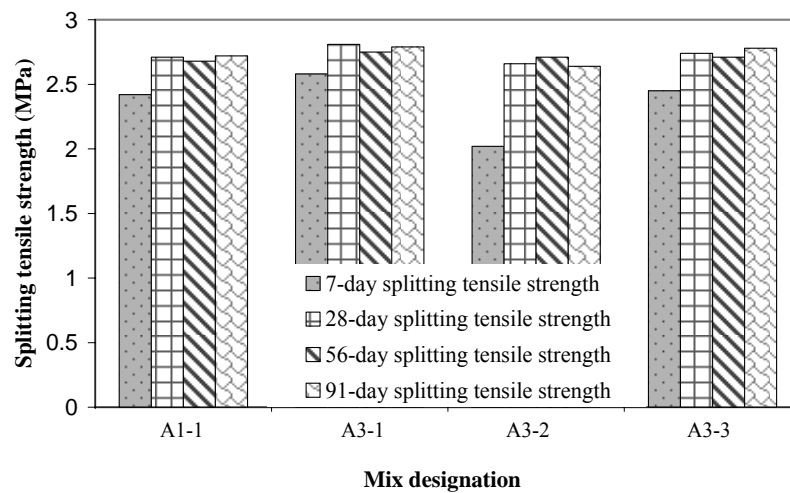 3
2.5
2
1.5
1
0.5
0
Splitting tensile strength (MPa)
7-day splitting tensile strength
28-day splitting tensile strength
56-day splitting tensile strength
91-day splitting tensile strength
A1-1 A3-1 A3-2 A3-3
Mix designation